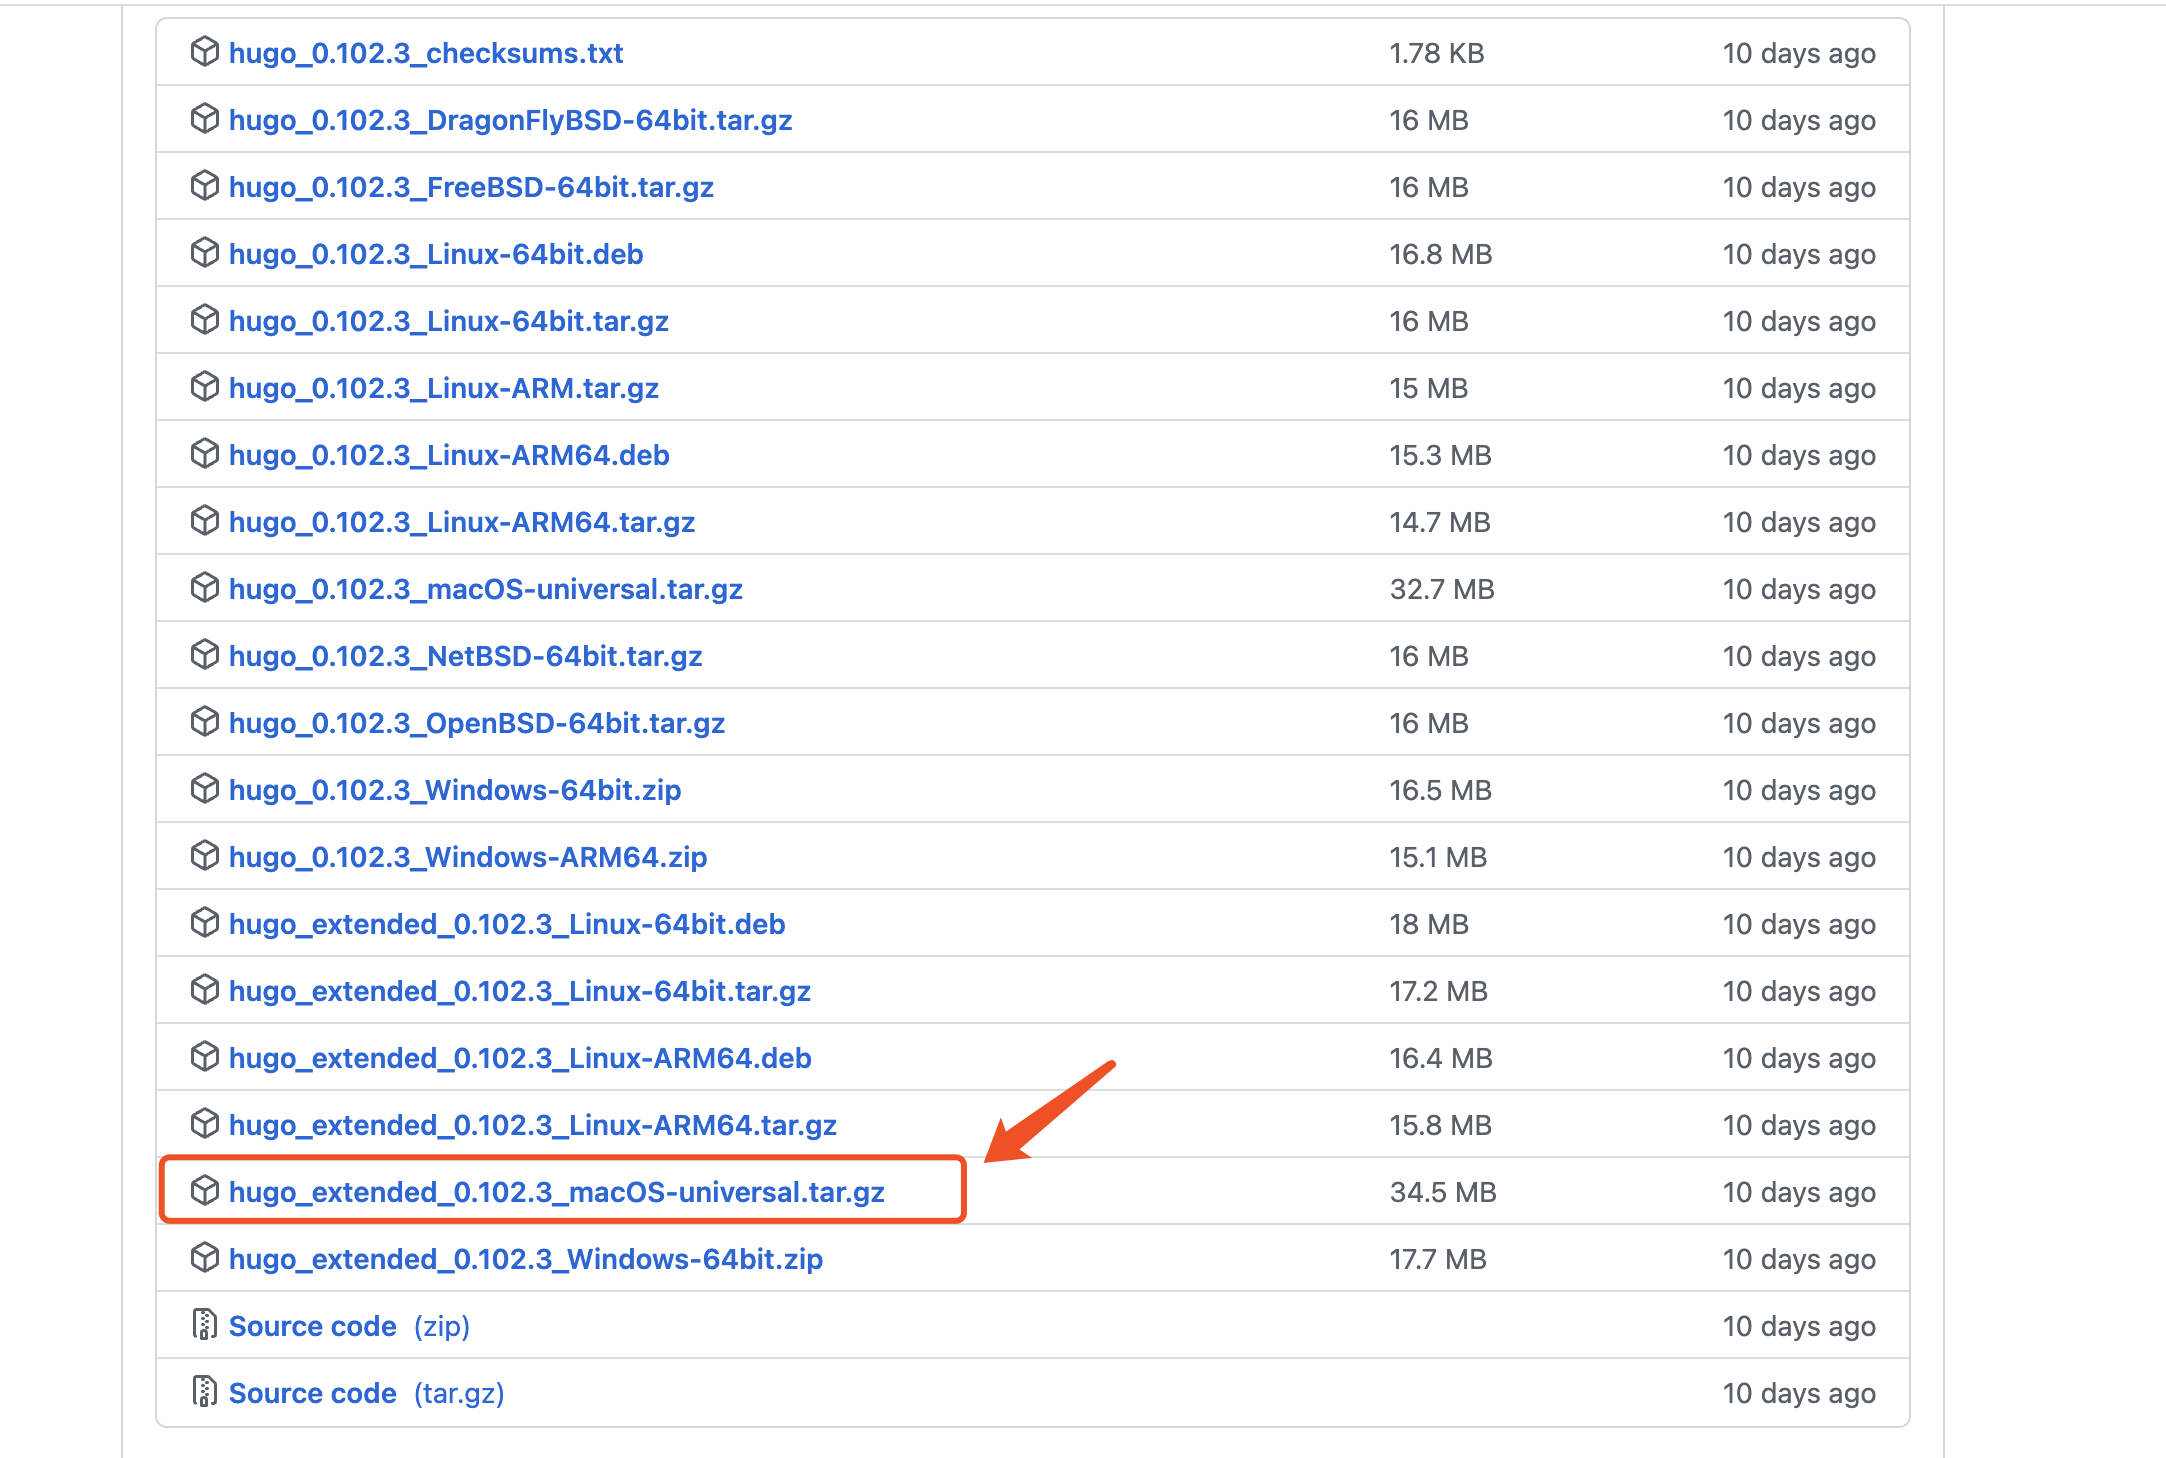 hugo_0.102.3_checksums.txt 1.78 KB 10 days ago
hugo_0.102.3_DragonFlyBSD-64bit.tar.gz 16 MB 10 days ago
hugo_0.102.3_FreeBSD-64bit.tar.gz 16 MB 10 days ago
hugo_0.102.3_Linux-64bit.deb 16.8 MB 10 days ago
hugo_0.102.3_Linux-64bit.tar.gz 16 MB 10 days ago
hugo_0.102.3_Linux-ARM.tar.gz 15 MB 10 days ago
hugo_0.102.3_Linux-ARM64.deb 15.3 MB 10 days ago
hugo_0.102.3_Linux-ARM64.tar.gz 14.7 MB 10 days ago
hugo_0.102.3_macOS-universal.tar.gz 32.7 MB 10 days ago
hugo_0.102.3_NetBSD-64bit.tar.gz 16 MB 10 days ago
hugo_0.102.3_OpenBSD-64bit.tar.gz 16 MB 10 days ago
hugo_0.102.3_Windows-64bit.zip 16.5 MB 10 days ago
hugo_0.102.3_Windows-ARM64.zip 15.1 MB 10 days ago
hugo_extended_0.102.3_Linux-64bit.deb 18 MB 10 days ago
hugo_extended_0.102.3_Linux-64bit.tar.gz 17.2 MB 10 days ago
hugo_extended_0.102.3_Linux-ARM64.deb 16.4 MB 10 days ago
hugo_extended_0.102.3_Linux-ARM64.tar.gz 15.8 MB 10 days ago
hugo_extended_0.102.3_macOS-universal.tar.gz 34.5 MB 10 days ago
hugo_extended_0.102.3_Windows-64bit.zip 17.7 MB 10 days ago
Source code (zip) 10 days ago
Source code (tar.gz) 10 days ago